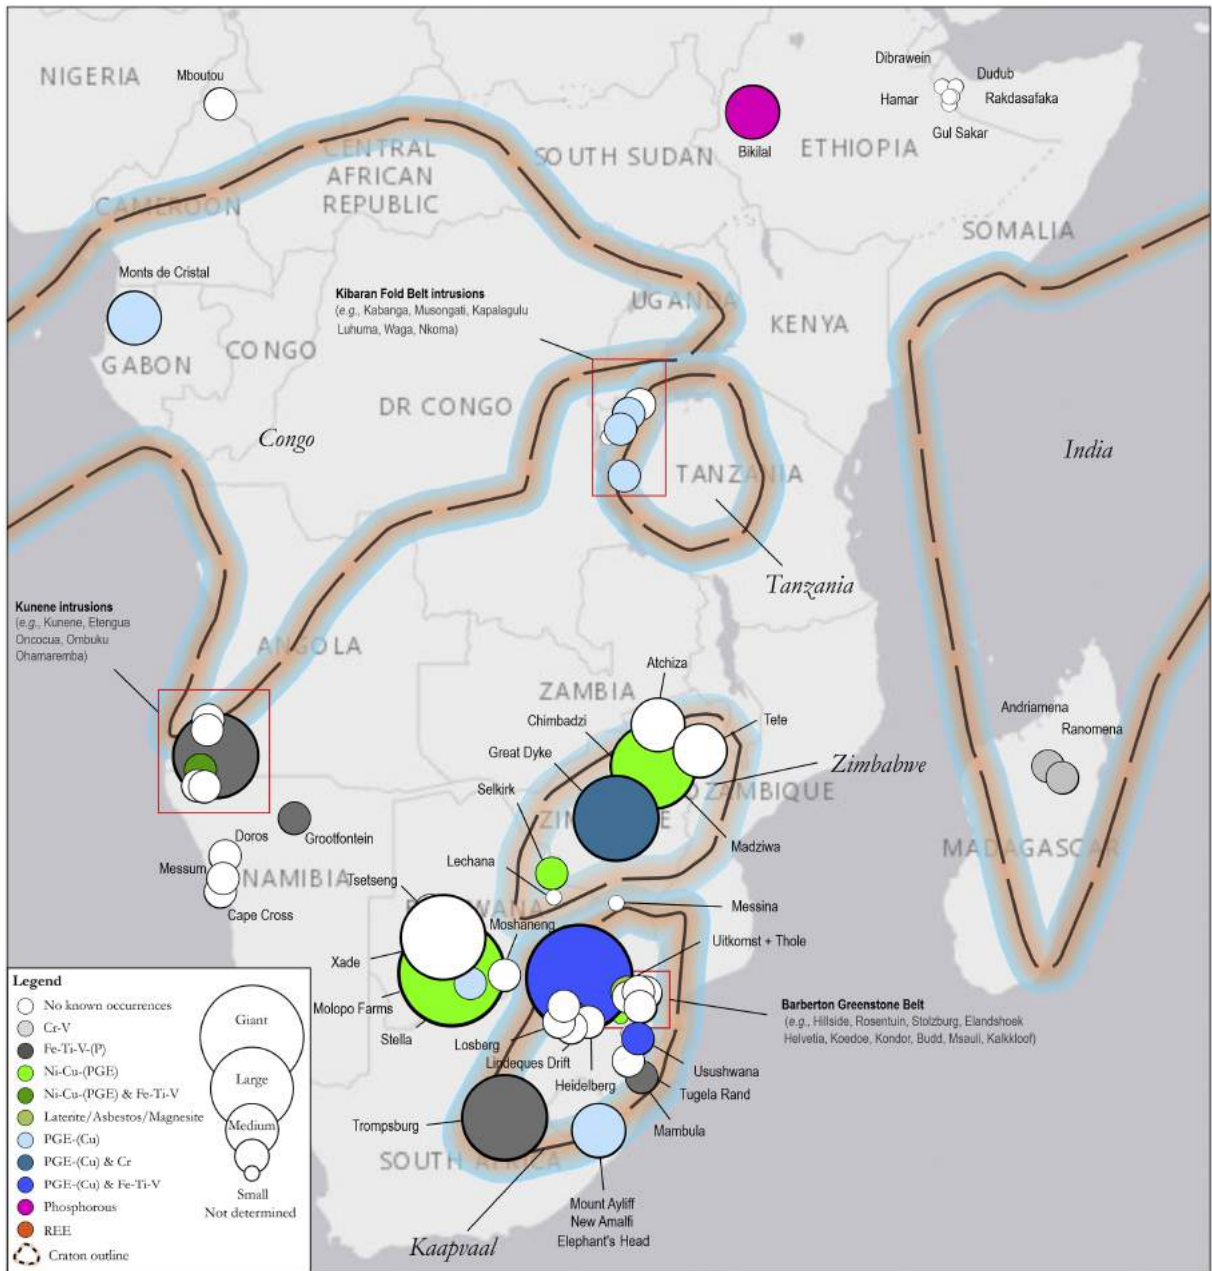 NIGERIA
Mboutou
Dibrawein
Dudub
Hamar
Rakdasafaka
Gul Sakar
Bikilal
ETHIOPIA
SOUTH SUDAN
CENTRAL
AFRICAN
REPUBLIC
CAMEROON
SOMALIA
Monts de Cristal
Kibaran Fold Belt intrusions
(e.g., Kabanga, Musongati, Kapalagulu
Luhuma, Waga, Nkoma)
UGANDA
KENYA
GABON
CONGO
DR CONGO
Congo
TANZANIA
India
Tanzania
Kunene intrusions
(e.g., Kunene, Etengua
Oncocua, Ombuku
Ohamaremba)
ANGOLA
Atchiza
ZAMBIA
Chimbadzi
Tete
Great Dyke
Zimbabwe
Andriamena
Ranomena
Selkirk
MOZAMBIQUE
Madziwa
MADAGASCAR
Grootfontein
Doros
Messum
NAMIBIA
Cape Cross
Tsetseng
Lechana
BOTSWANA
Moshaneng
Messina
Uitkomst + Thole
Xade
Molopo Farms
Stella
Losberg
Lindeques Drift
Heidelberg
Barberton Greenstone Belt
(e.g., Hillside, Rosentuin, Stolzburg, Elandshoek
Helvetia, Koedoe, Kondor, Budd, Msauli, Kalkkloof)
Usushwana
Tugela Rand
Mambula
Trompsburg
SOUTH AFRICA
Mount Ayliff
New Amalfi
Elephant's Head
Kaapvaal
Legend
No known occurrences
Cr-V
Fe-Ti-V-(P)
Ni-Cu-(PGE)
Ni-Cu-(PGE) & Fe-Ti-V
Laterite/Asbestos/Magnesite
PGE-(Cu)
PGE-(Cu) & Cr
PGE-(Cu) & Fe-Ti-V
Phosphorous
REE
Craton outline
Giant
Large
Medium
Small
Not determined